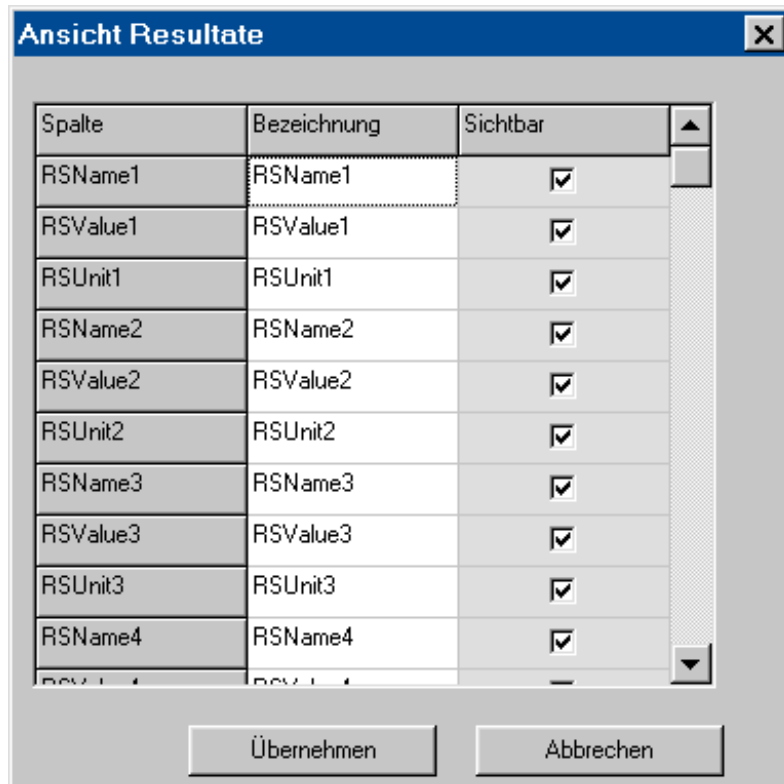 Ansicht Resultate
Spalte Bezeichnung Sichtbar
RSName1 RSName1
RSValue1 RSValue1
RSUnit1 RSUnit1
RSName2 RSName2
RSValue2 RSValue2
RSUnit2 RSUnit2
RSName3 RSName3
RSValue3 RSValue3
RSUnit3 RSUnit3
RSName4 RSName4
Übernehmen Abbrechen